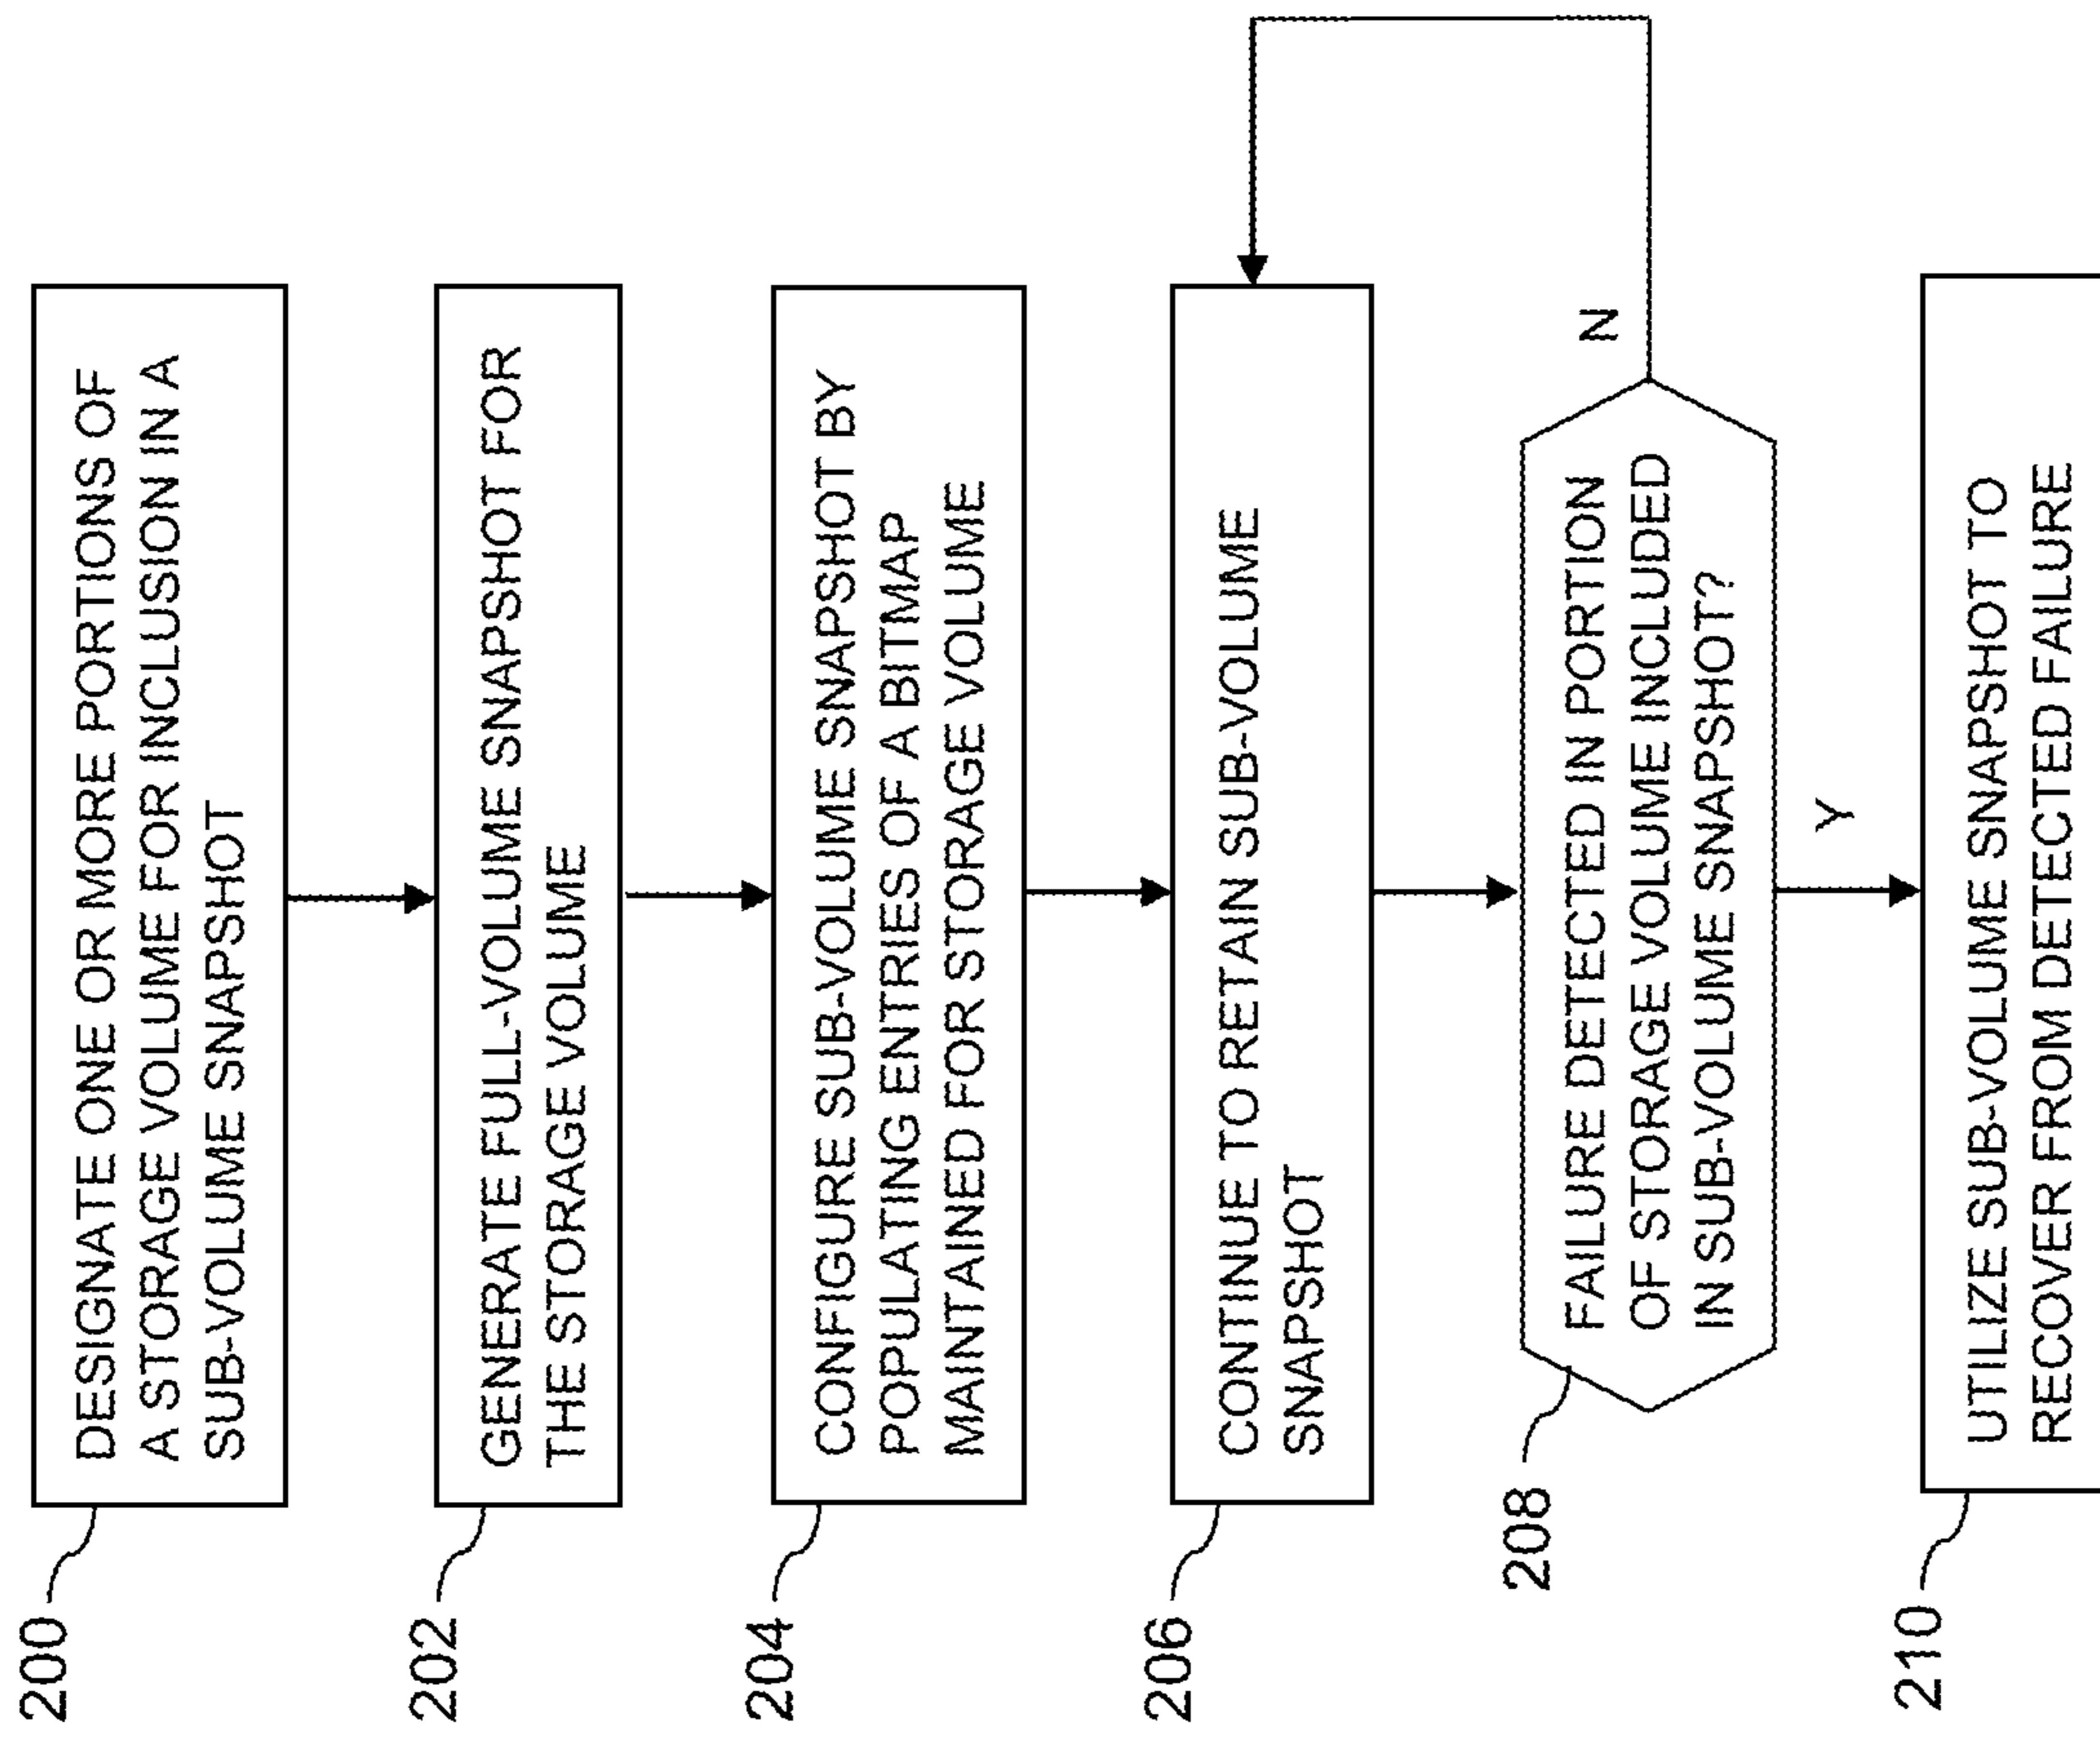 200
DESIGNATE ONE OR MORE PORTIONS OF
A STORAGE VOLUME FOR INCLUSION IN A
SUB-VOLUME SNAPSHOT
202
GENERATE FULL-VOLUME SNAPSHOT FOR
THE STORAGE VOLUME
204
CONFIGURE SUB-VOLUME SNAPSHOT BY
POPULATING ENTRIES OF A BITMAP
MAINTAINED FOR STORAGE VOLUME
206
CONTINUE TO RETAIN SUB-VOLUME
SNAPSHOT
208
FAILURE DETECTED IN PORTION
OF STORAGE VOLUME INCLUDED
IN SUB-VOLUME SNAPSHOT?
N
Y
210
UTILIZE SUB-VOLUME SNAPSHOT TO
RECOVER FROM DETECTED FAILURE